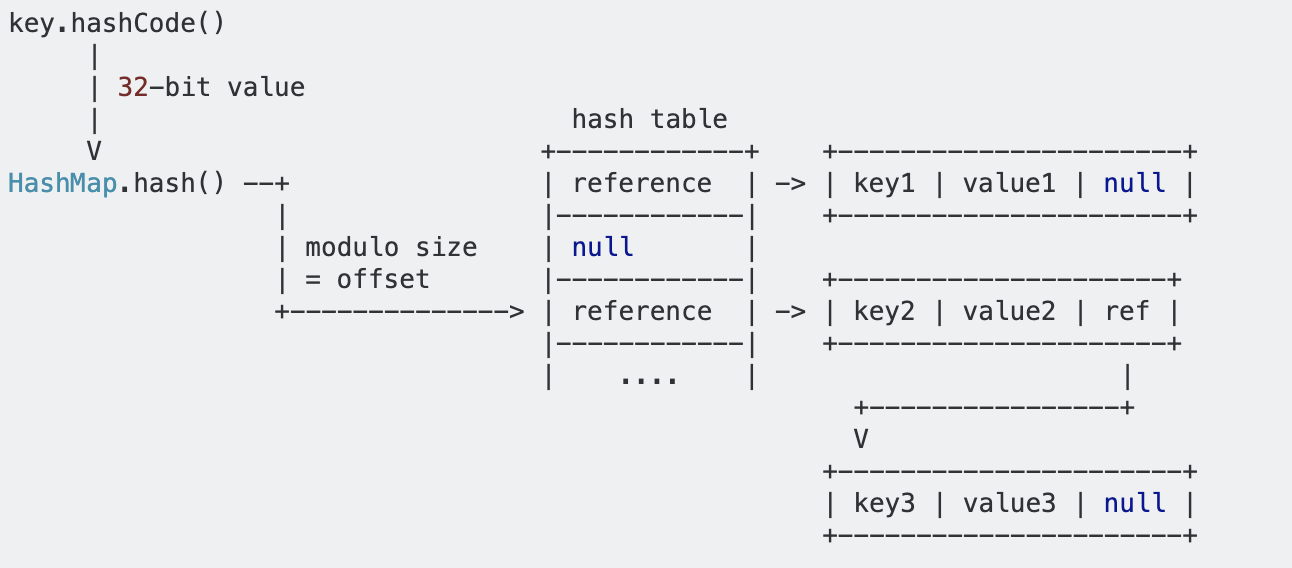 key.hashCode()
           |
           |  32-bit value
           |                              hash table
           V                            +------------+    +----------------------+
HashMap.hash() --+                      | reference  | -> | key1 | value1 | null |
                 |                      |------------|    +----------------------+
                 | modulo size          | null       |
                 | = offset             |------------|    +---------------------+
                 +--------------->      | reference  | -> | key2 | value2 | ref |
                                        |------------|    +---------------------+
                                        |    ....    |                       |
                                                            +----------------+
                                                            V
                                                          +----------------------+
                                                          | key3 | value3 | null |
                                                          +----------------------+